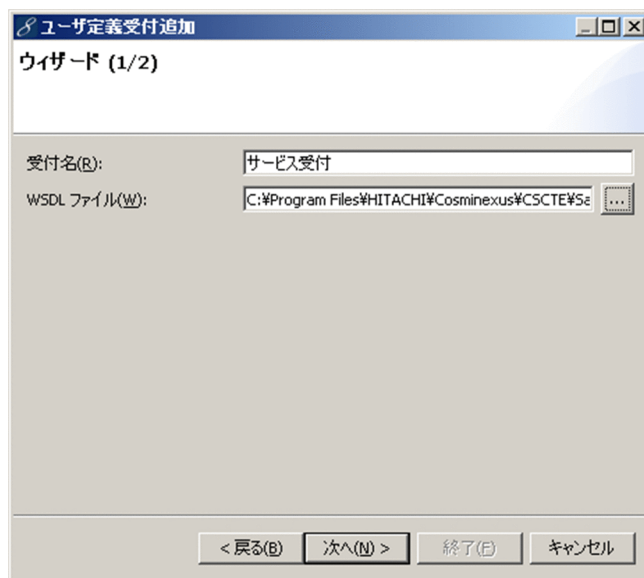 ユーザ定義受付追加
ウィザード (1/2)
受付名(R): サービス受付
WSDL ファイル(W): C:¥Program Files¥HITACHI¥Cosminexus¥CSCTE¥Sa ...
< 戻る(B) 次へ(N) > 終了(F) キャンセル